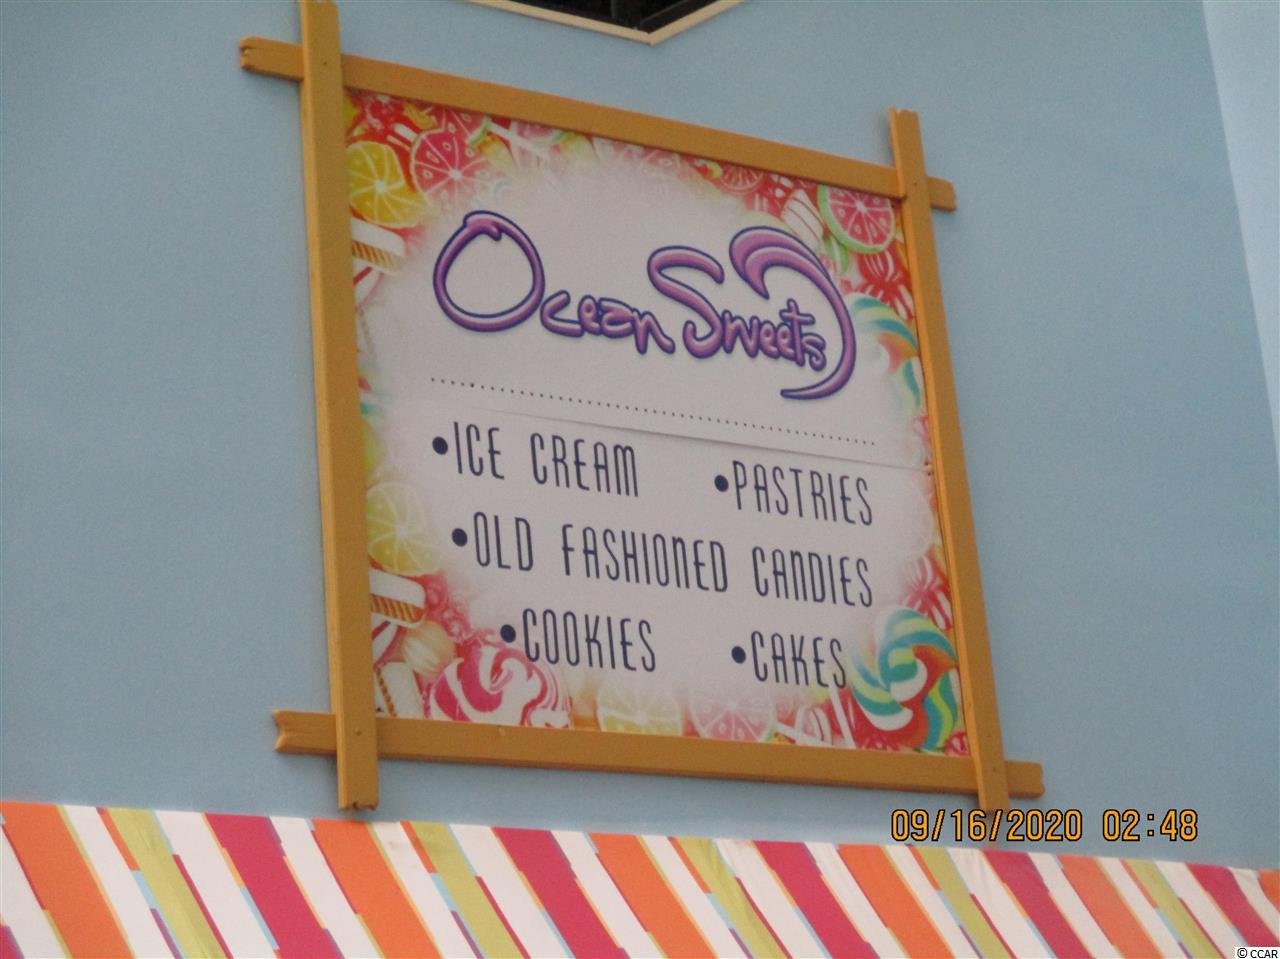 Ocean Sweets
•ICE CREAM •PASTRIES
•OLD FASHIONED CANDIES
•COOKIES •CAKES
09/16/2020 02:48
© CCAR